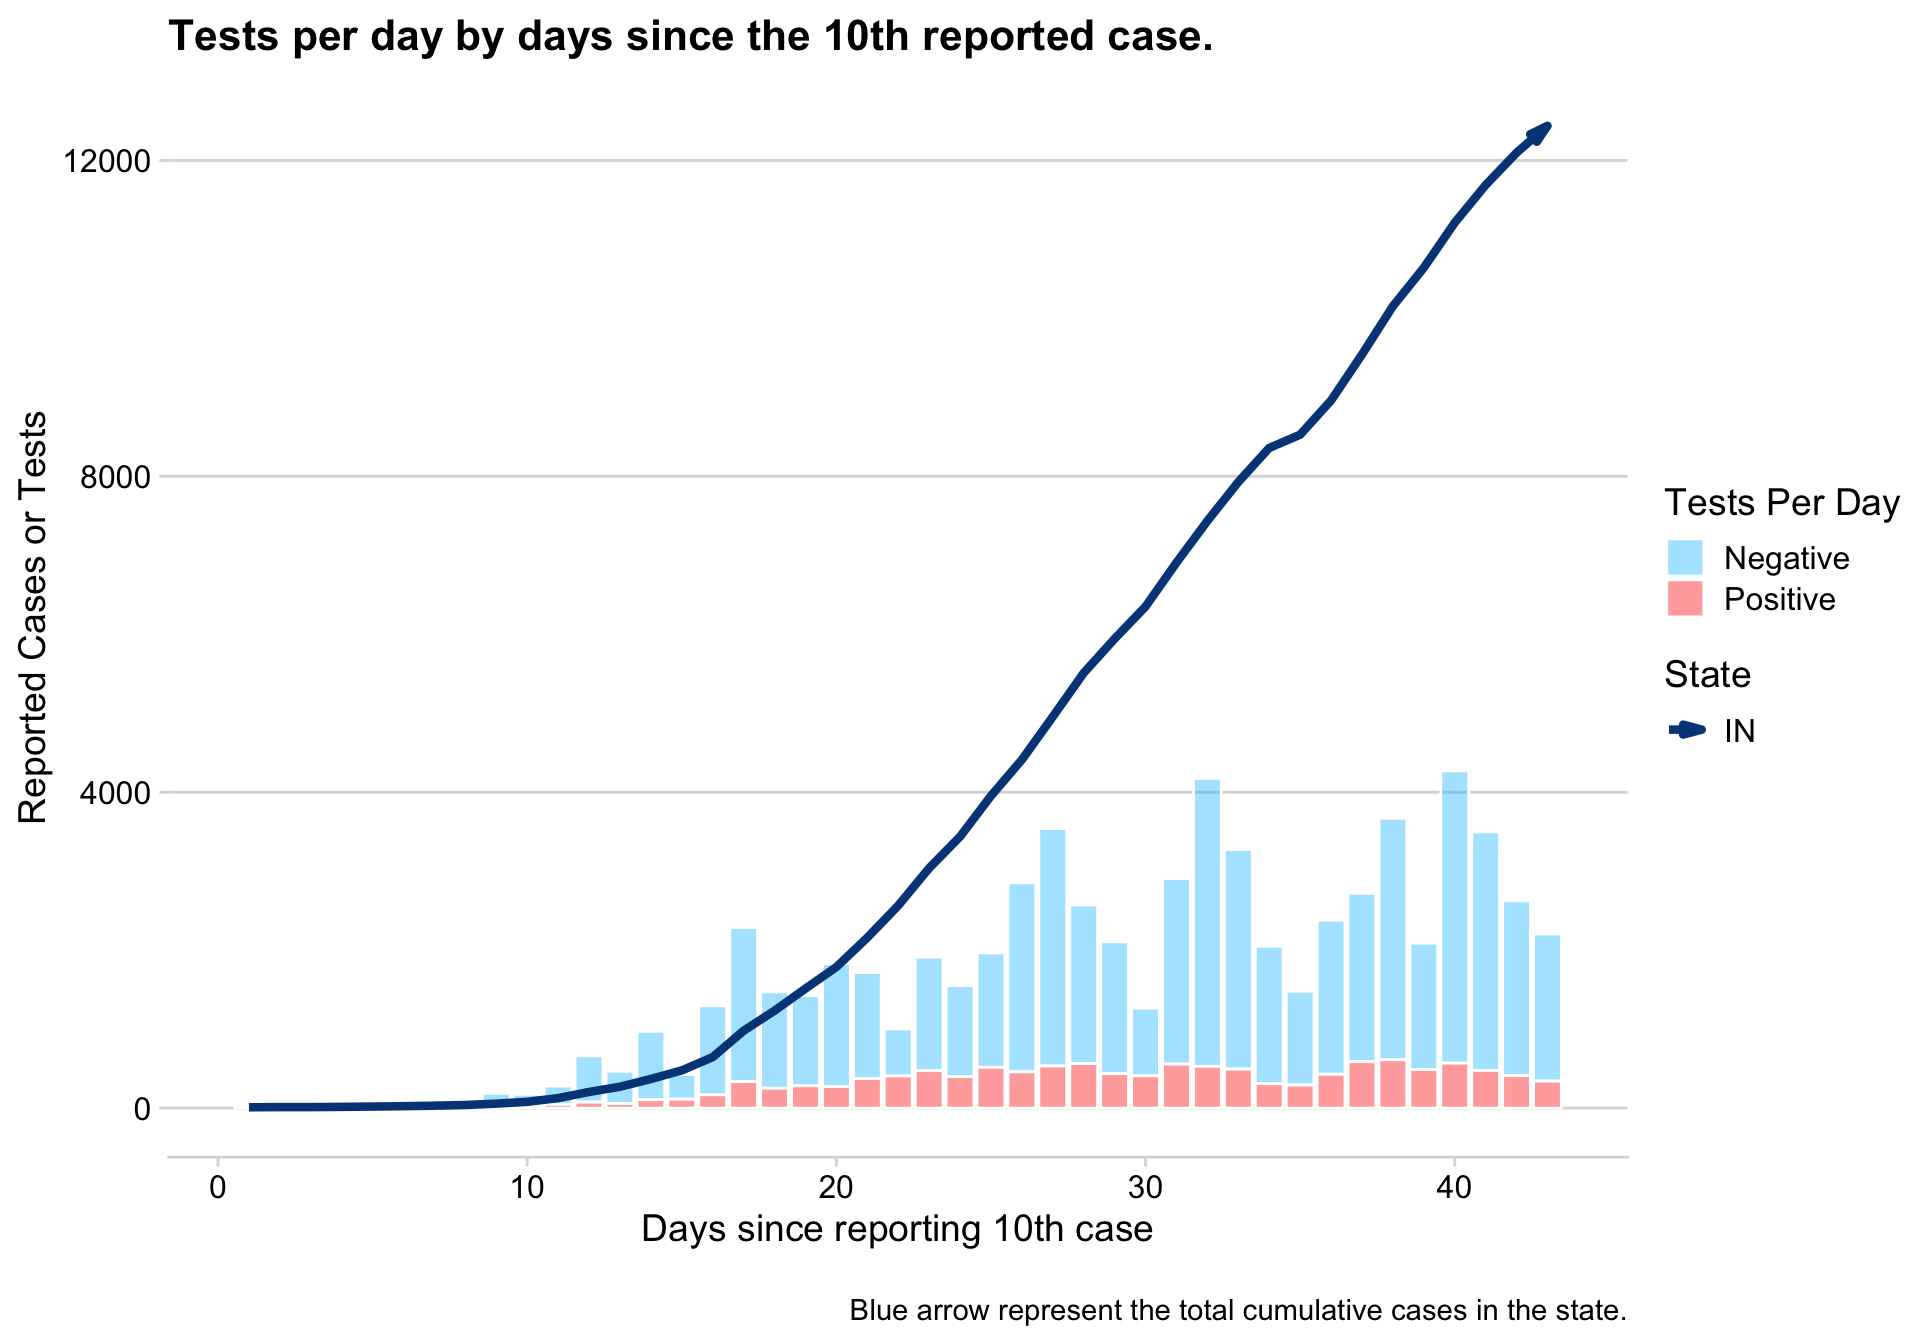 Tests per day by days since the 10th reported case.
12000
8000
4000
0
Reported Cases or Tests
0 10 20 30 40
Days since reporting 10th case
Tests Per Day
Negative
Positive
State
IN
Blue arrow represent the total cumulative cases in the state.